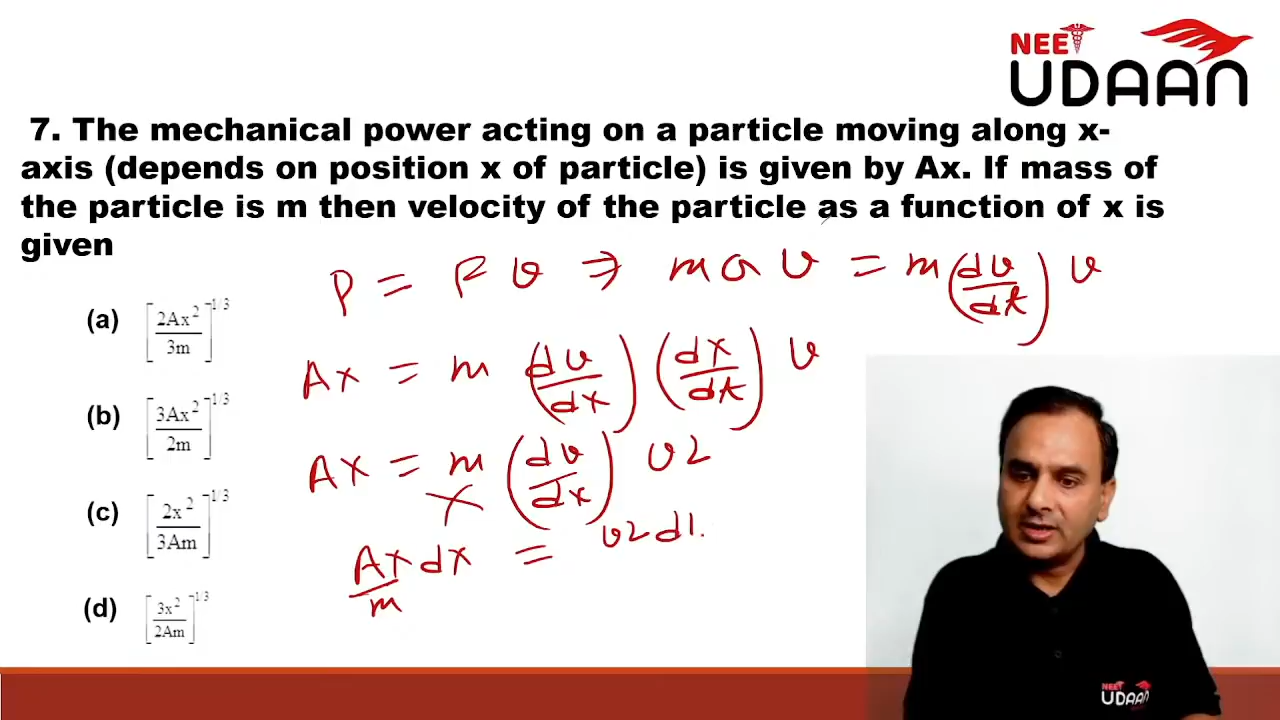 NEET
UDAAN
7. The mechanical power acting on a particle moving along x-
axis (depends on position x of particle) is given by Ax. If mass of
the particle is m then velocity of the particle as a function of x is
given
P = F v ⇒ m a v = m (dv/dt) v
(a) [2Ax²/3m]^1/3
Ax = m (dv/dx) (dx/dt) v
(b) [3Ax²/2m]^1/3
Ax = m (dv/dx) v2
(c) [2x²/3Am]^1/3
Ax/m dx = v2 d
(d) [3x²/2Am]^1/3
NEET
UDAAN